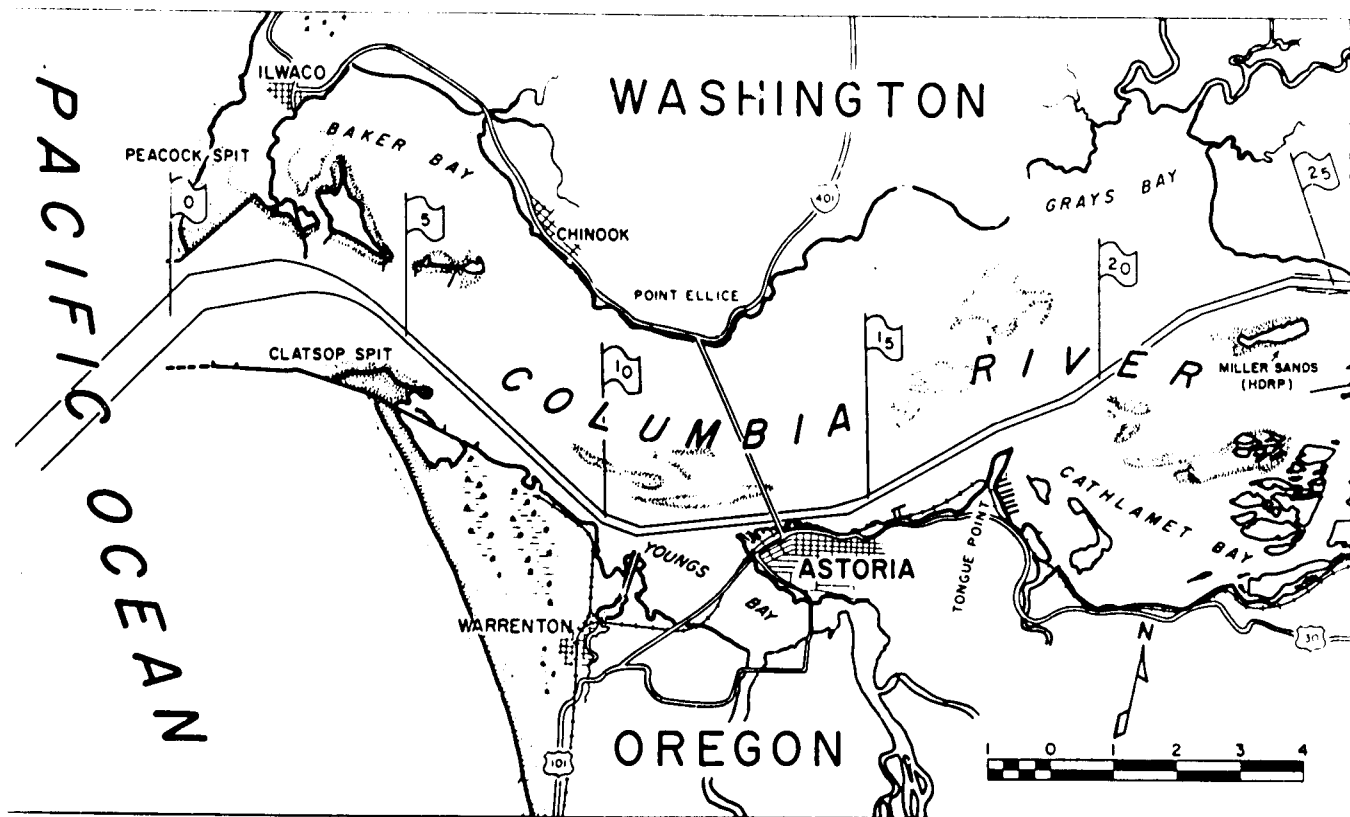 PACIFIC OCEAN
ILWACO
WASHINGTON
BAKER BAY
PEACOCK SPIT
0
5
CHINOOK
401
GRAYS BAY
25
20
POINT ELLICE
15
CLATSOP SPIT
10
COLUMBIA RIVER
MILLER SANDS
(HDRP)
CATHLAMET BAY
YOUNGS BAY
ASTORIA
TONGUE POINT
WARRENTON
N
30
OREGON
101
1 0 1 2 3 4